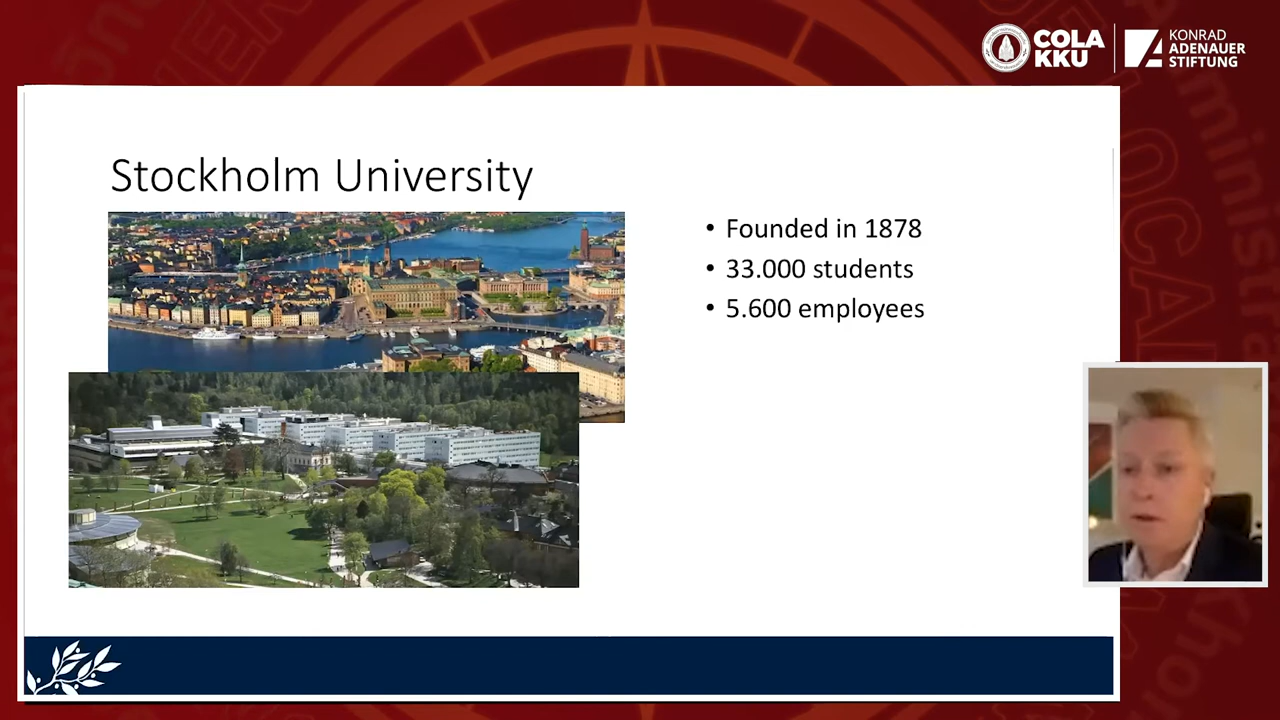 COLA
KKU
KONRAD
ADENAUER
STIFTUNG
Stockholm University
• Founded in 1878
• 33.000 students
• 5.600 employees